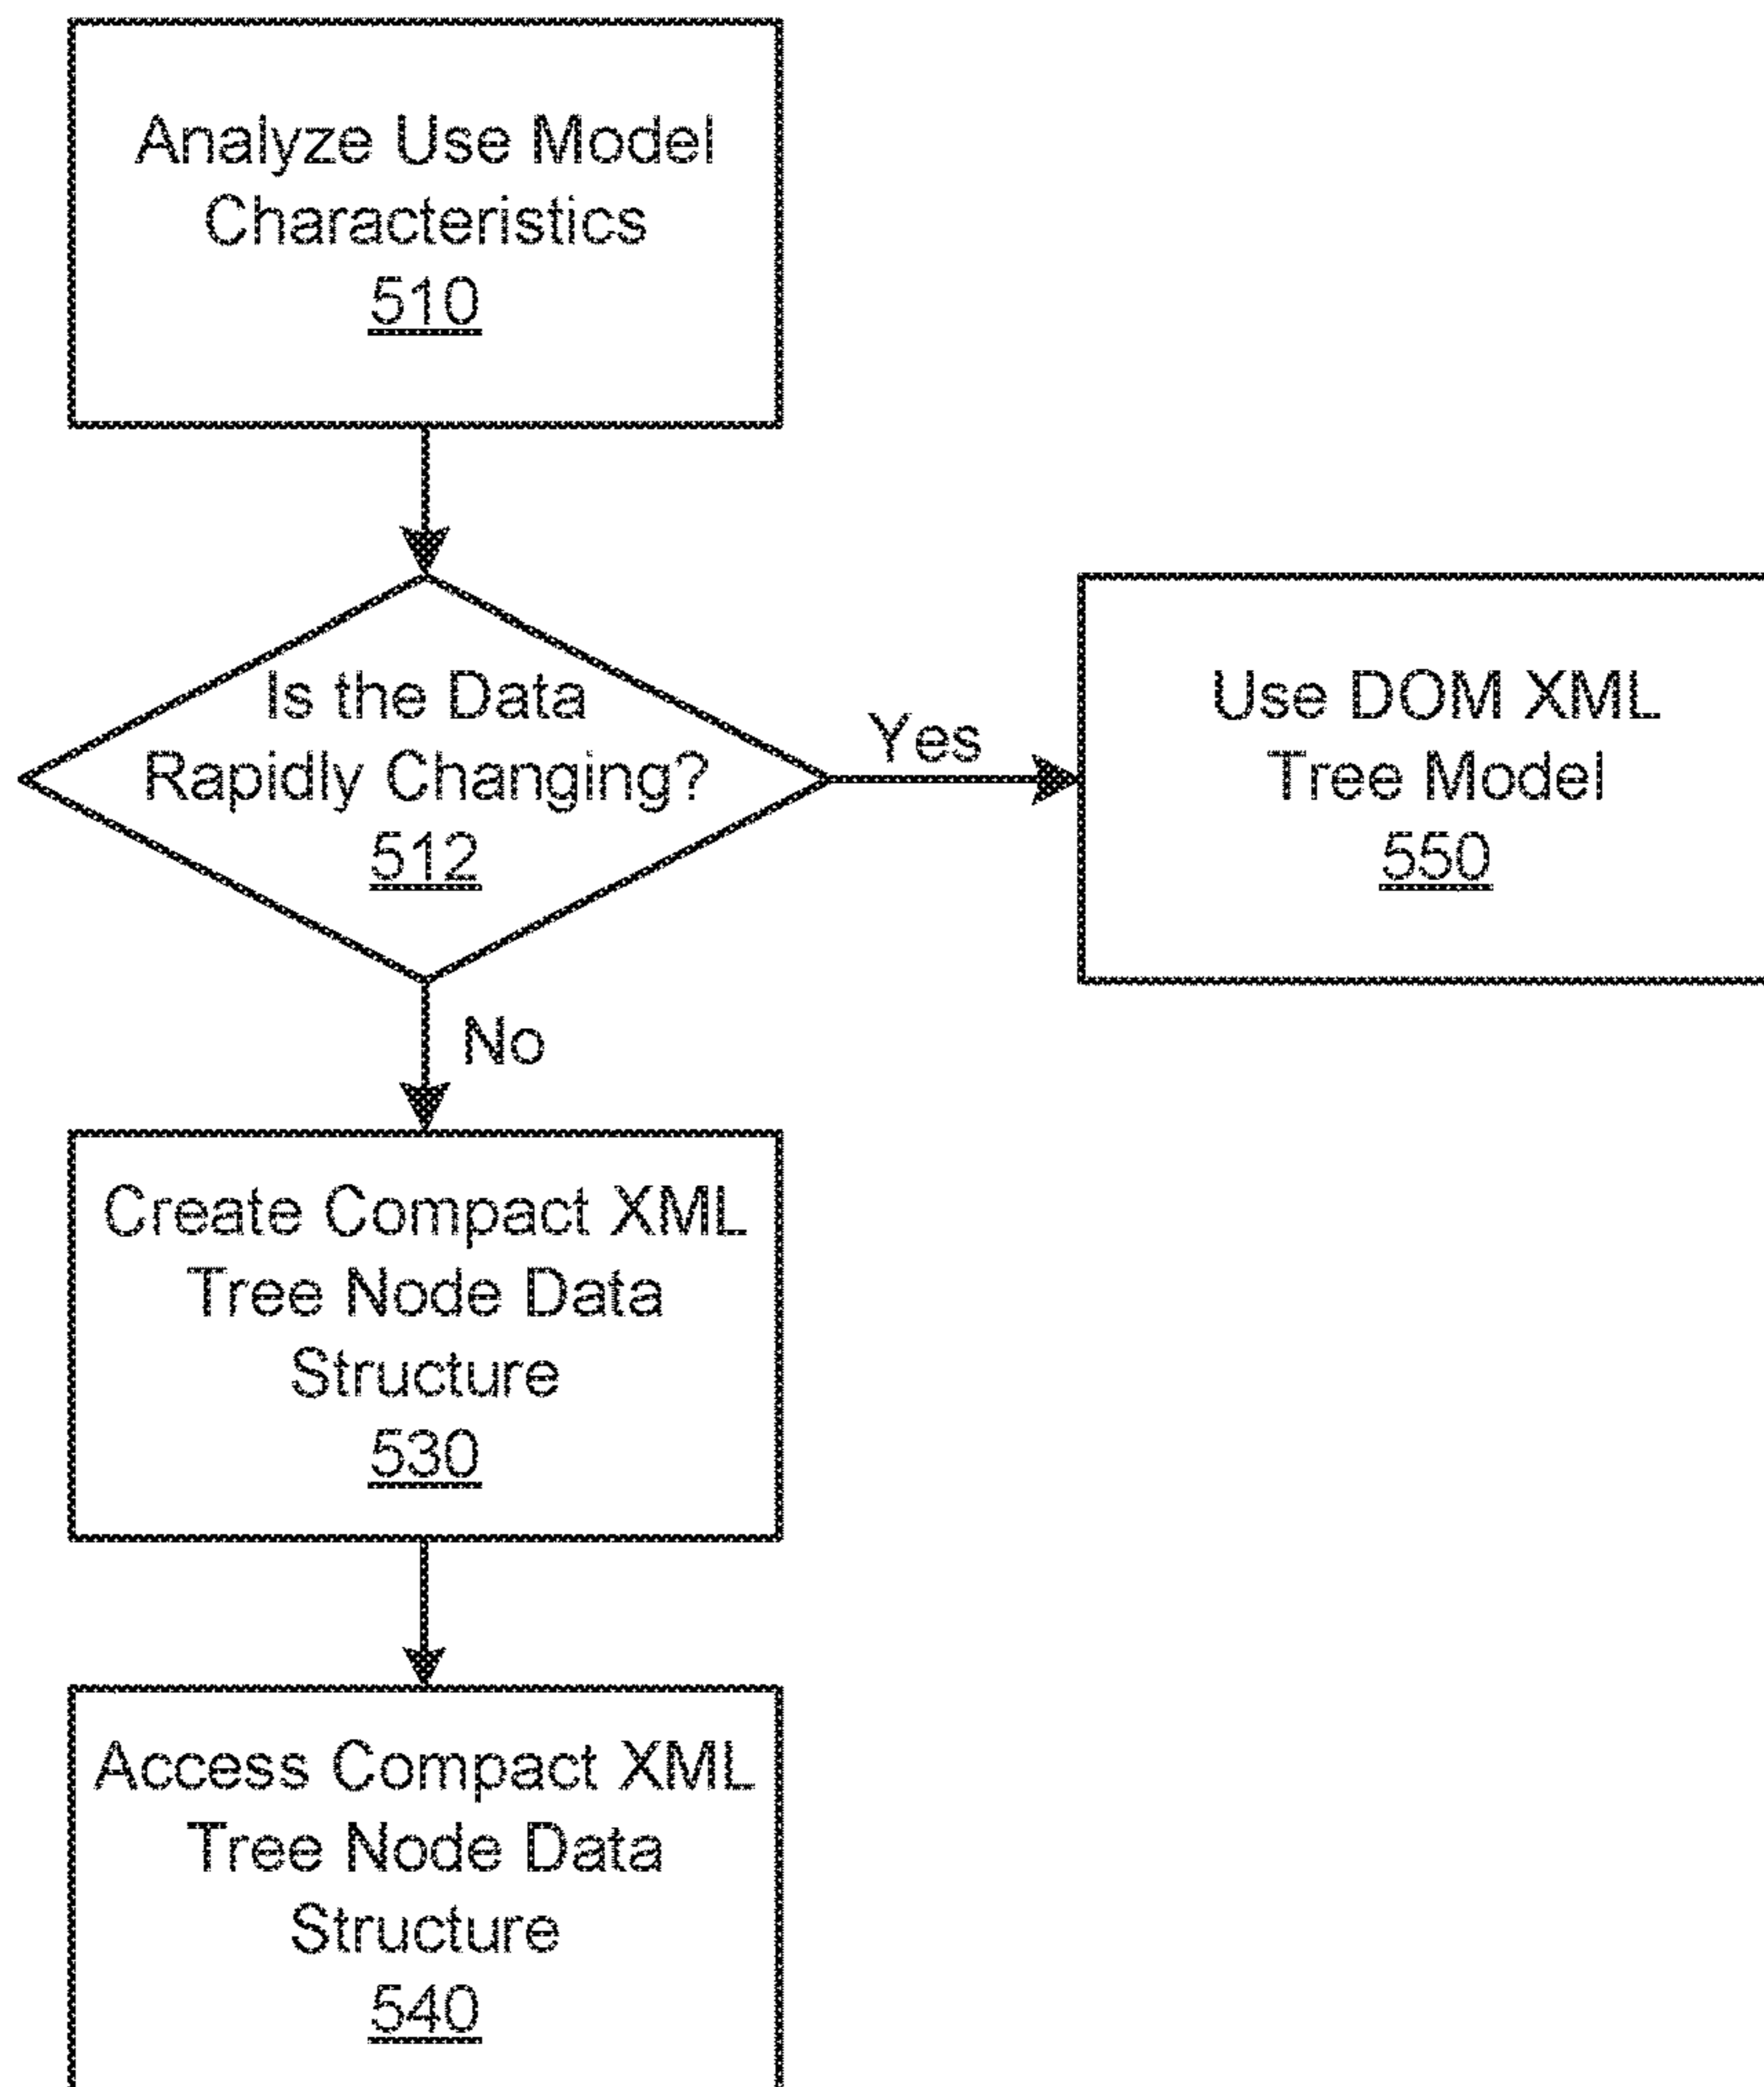 Analyze Use Model
Characteristics
510
Is the Data
Rapidly Changing?
512
Yes
Use DOM XML
Tree Model
550
No
Create Compact XML
Tree Node Data
Structure
530
Access Compact XML
Tree Node Data
Structure
540